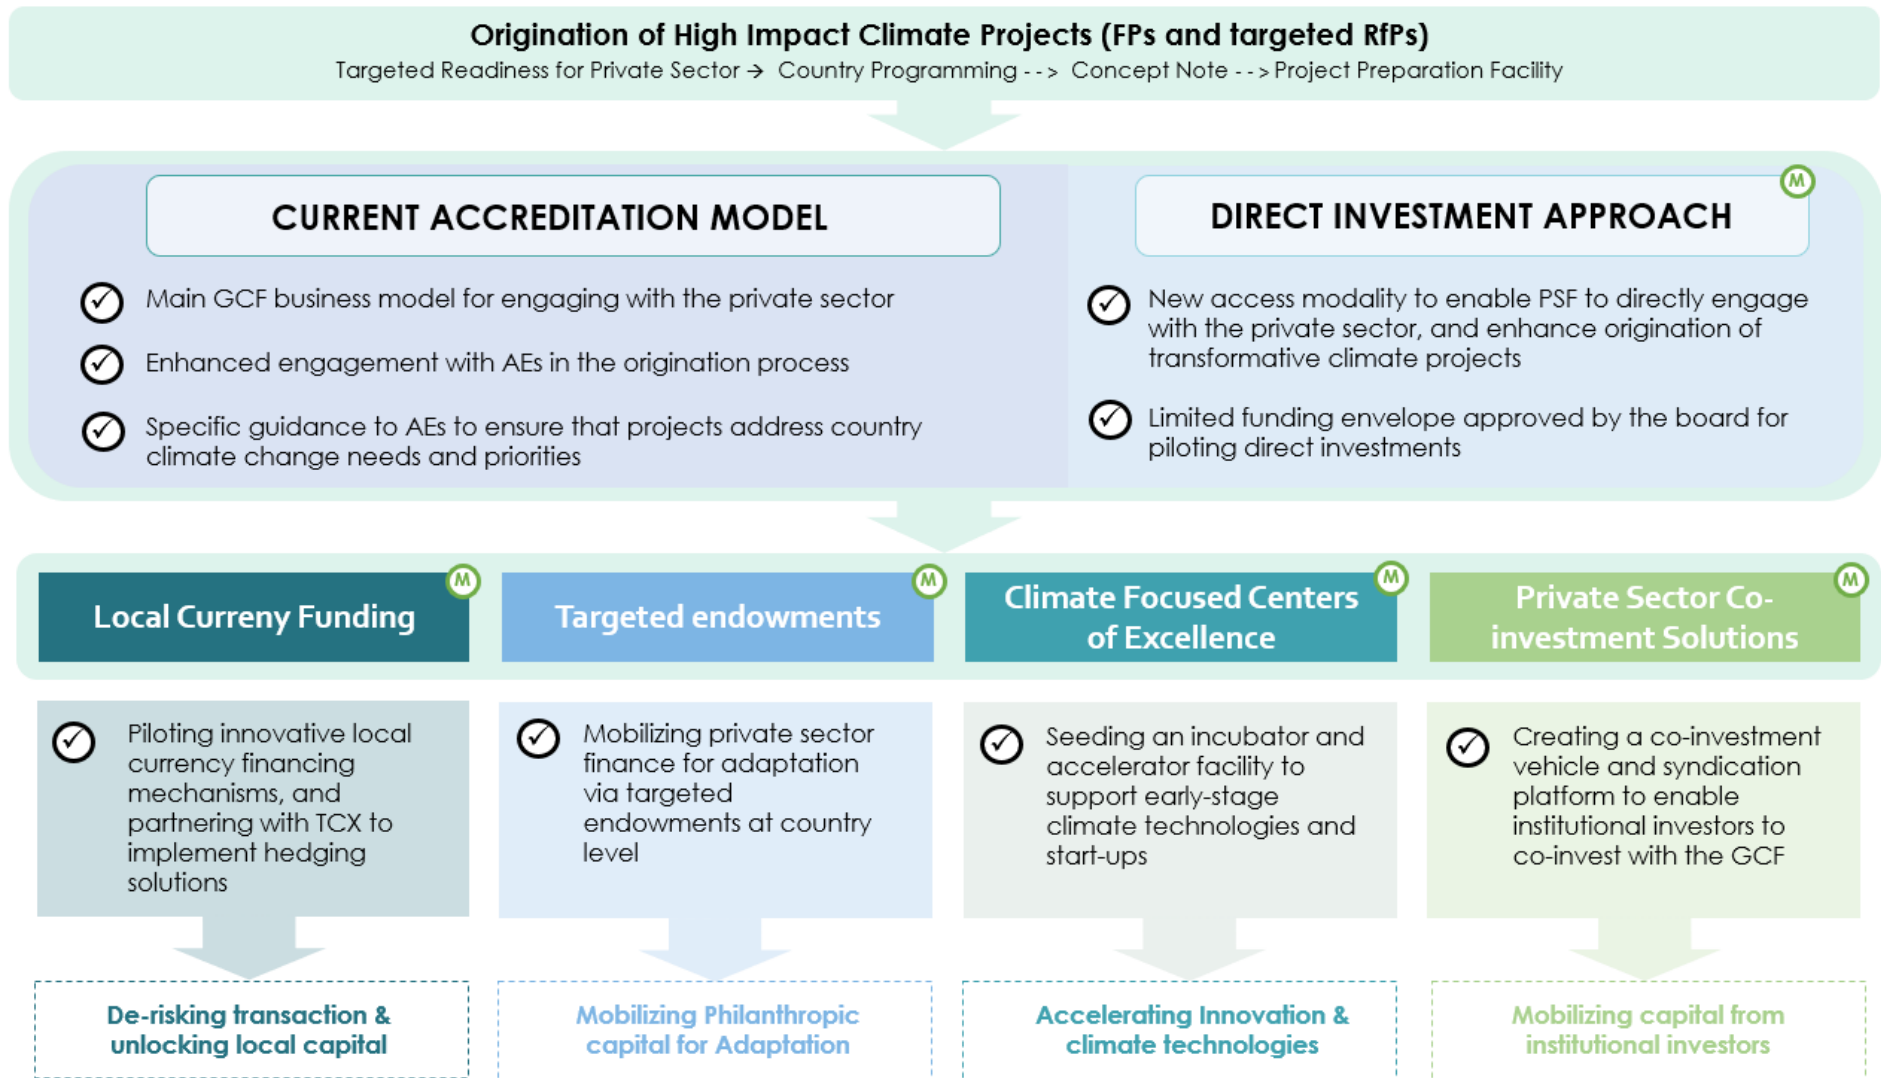 Origination of High Impact Climate Projects (FPs and targeted RfPs)
Targeted Readiness for Private Sector → Country Programming --> Concept Note --> Project Preparation Facility
CURRENT ACCREDITATION MODEL
Main GCF business model for engaging with the private sector
Enhanced engagement with AEs in the origination process
Specific guidance to AEs to ensure that projects address country
climate change needs and priorities
M
DIRECT INVESTMENT APPROACH
New access modality to enable PSF to directly engage
with the private sector, and enhance origination of
transformative climate projects
Limited funding envelope approved by the board for
piloting direct investments
M
Local Curreny Funding
M
Targeted endowments
M
Climate Focused Centers
of Excellence
M
Private Sector Co-
investment Solutions
Piloting innovative local
currency financing
mechanisms, and
partnering with TCX to
implement hedging
solutions
Mobilizing private sector
finance for adaptation
via targeted
endowments at country
level
Seeding an incubator and
accelerator facility to
support early-stage
climate technologies and
start-ups
Creating a co-investment
vehicle and syndication
platform to enable
institutional investors to
co-invest with the GCF
De-risking transaction &
unlocking local capital
Mobilizing Philanthropic
capital for Adaptation
Accelerating Innovation &
climate technologies
Mobilizing capital from
institutional investors